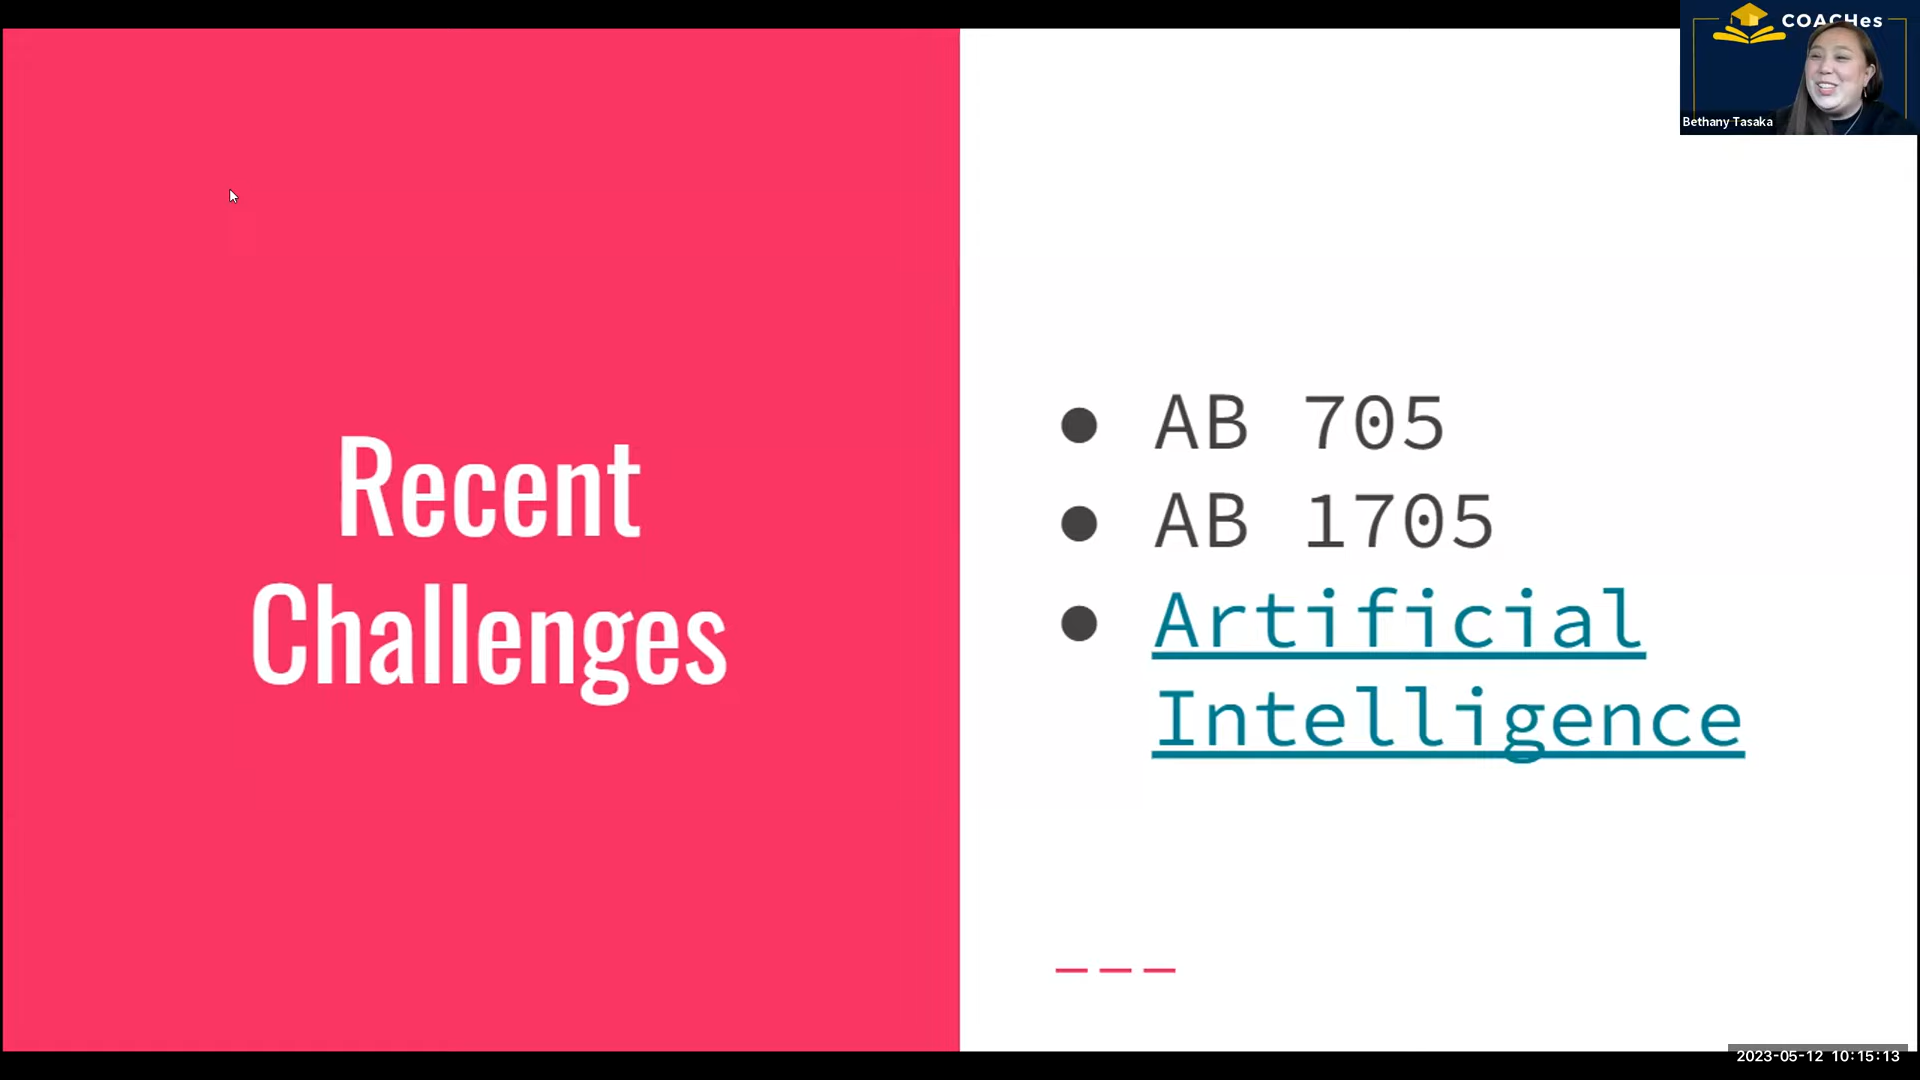 COACHes
Bethany Tasaka
Recent
Challenges
● AB 705
● AB 1705
● Artificial
Intelligence
2023-05-12 10:15:13